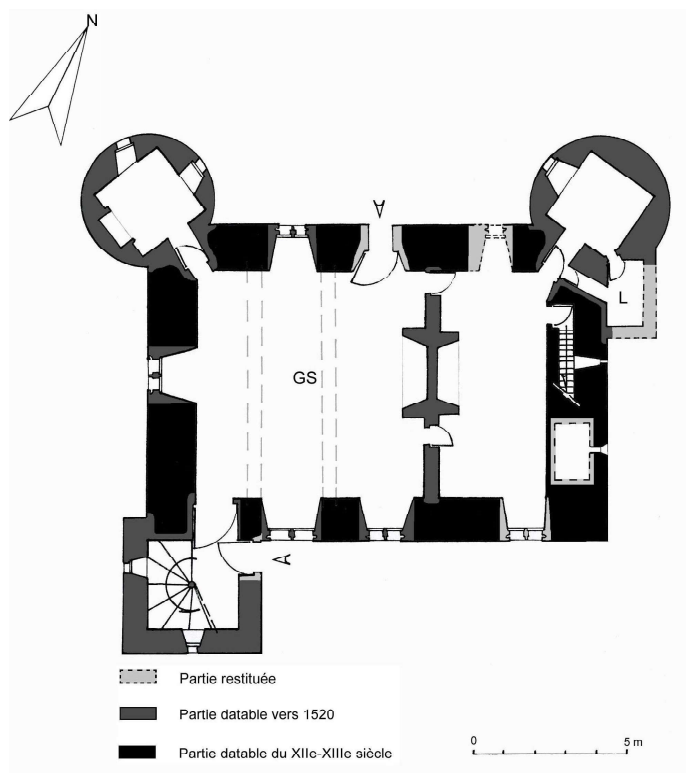 N
A
L
GS
A
Partie restituée
Partie datable vers 1520
Partie datable du XIIe-XIIIe siècle
0 5 m